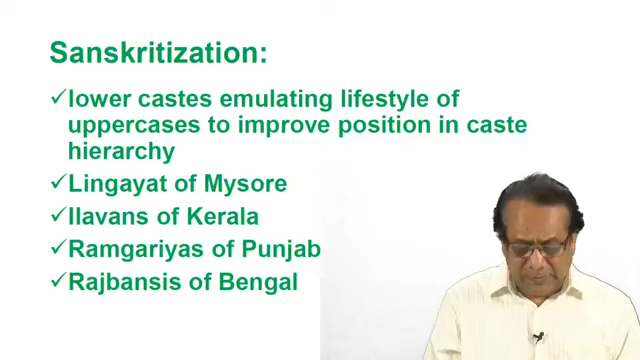 Sanskritization:
✓lower castes emulating lifestyle of
uppercases to improve position in caste
hierarchy
✓Lingayat of Mysore
✓Ilavans of Kerala
✓Ramgariyas of Punjab
✓Rajbansis of Bengal